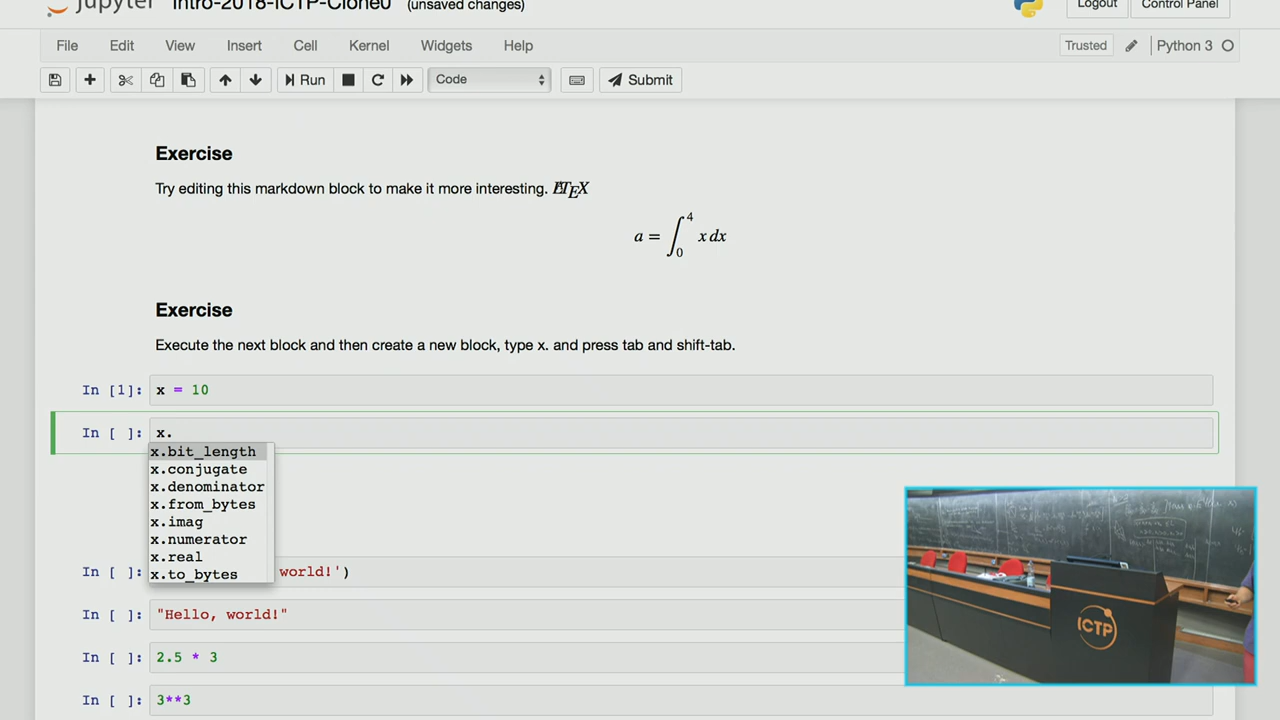 jupyter Intro-2018-ICTP-Clone0 (unsaved changes) Logout Control Panel
File Edit View Insert Cell Kernel Widgets Help Trusted Python 3
Run Code Submit
Exercise
Try editing this markdown block to make it more interesting. LATEX
a = ∫₀⁴ x dx
Exercise
Execute the next block and then create a new block, type x. and press tab and shift-tab.
In [1]: x = 10
In [ ]: x.
x.bit_length
x.conjugate
x.denominator
x.from_bytes
x.imag
x.numerator
x.real
x.to_bytes
In [ ]: world!')
In [ ]: "Hello, world!"
In [ ]: 2.5 * 3
In [ ]: 3**3
ICTP